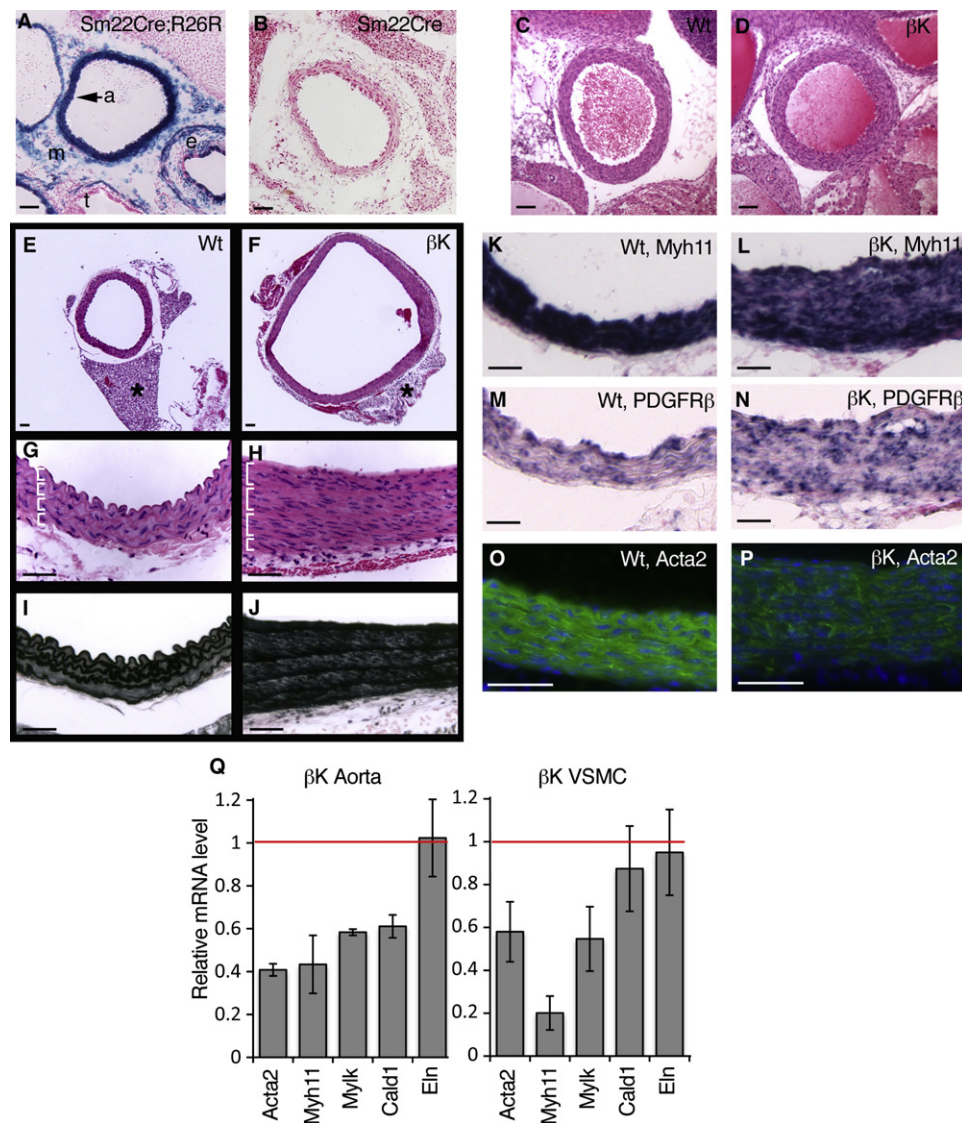 A Sm22Cre;R26R
a
m
e
t
B Sm22Cre
C Wt
D βK
E Wt
*
F βK
*
G
H
I
J
K Wt, Myh11
L βK, Myh11
M Wt, PDGFRβ
N βK, PDGFRβ
O Wt, Acta2
P βK, Acta2
Q
βK Aorta
Relative mRNA level
1.2
1
0.8
0.6
0.4
0.2
0
Acta2
Myh11
Mylk
Cald1
Eln
βK VSMC
1.2
1
0.8
0.6
0.4
0.2
0
Acta2
Myh11
Mylk
Cald1
Eln